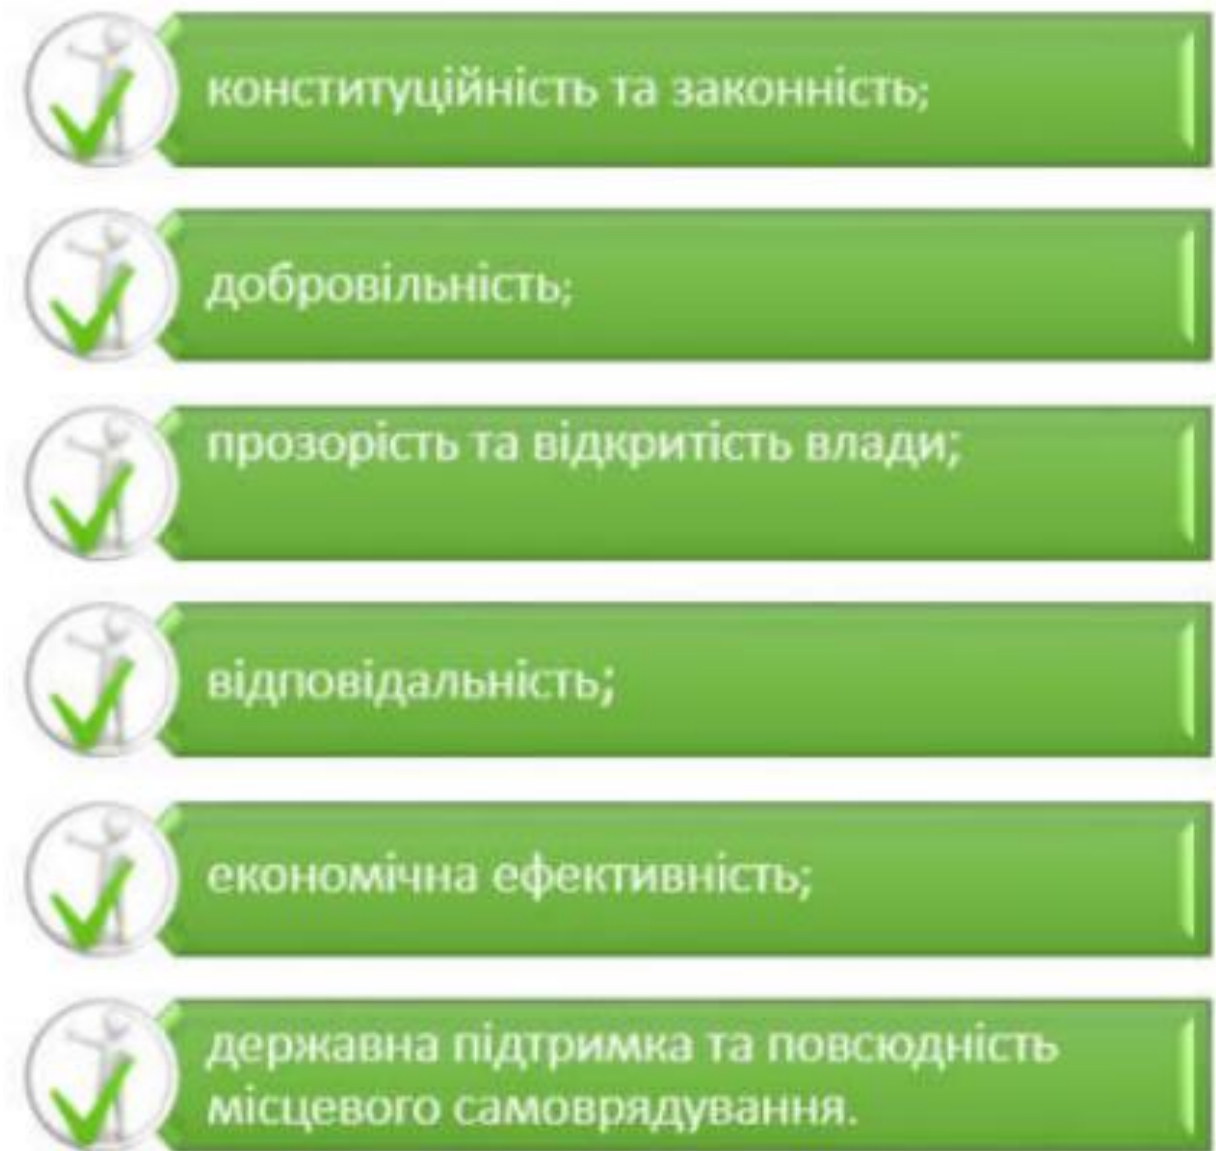 конституційність та законність;
добровільність;
прозорість та відкритість влади;
відповідальність;
економічна ефективність;
державна підтримка та повсюдність
місцевого самоврядування.